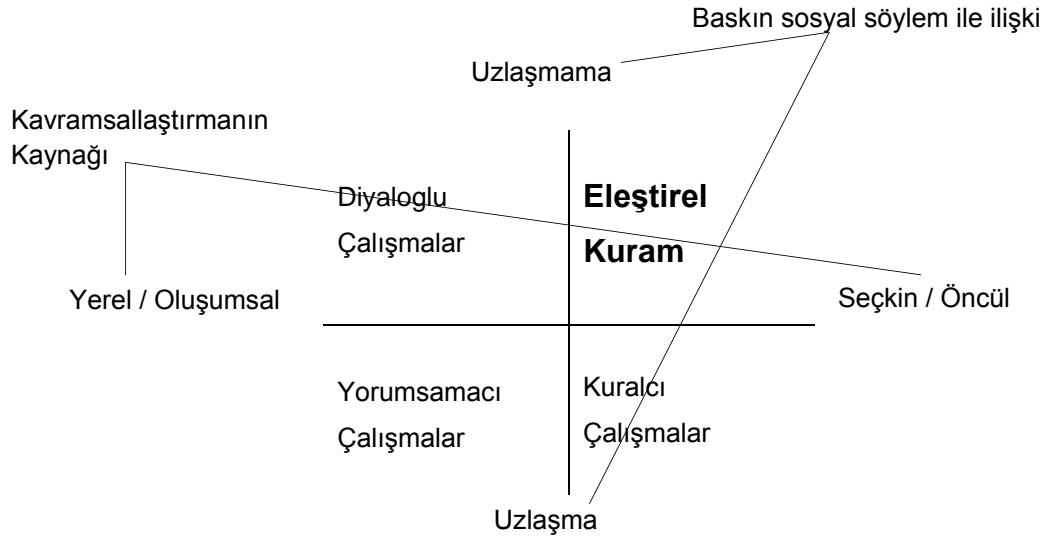 Baskın sosyal söylem ile ilişki
Uzlaşmama
Kavramsallaştırmanın
Kaynağı
Diyaloglu
Çalışmalar
Eleştirel
Kuram
Yerel / Oluşumsal
Seçkin / Öncül
Yorumsamacı
Çalışmalar
Kuralcı
Çalışmalar
Uzlaşma